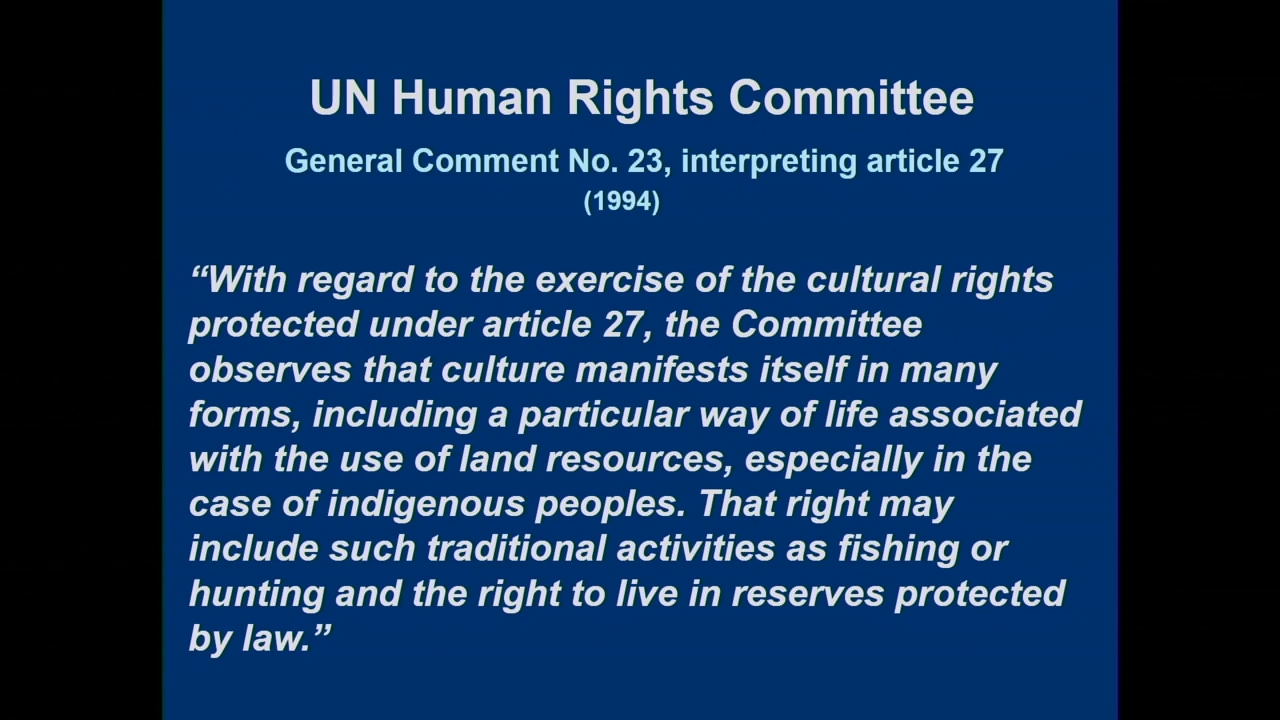 UN Human Rights Committee
General Comment No. 23, interpreting article 27
(1994)
“With regard to the exercise of the cultural rights
protected under article 27, the Committee
observes that culture manifests itself in many
forms, including a particular way of life associated
with the use of land resources, especially in the
case of indigenous peoples. That right may
include such traditional activities as fishing or
hunting and the right to live in reserves protected
by law.”